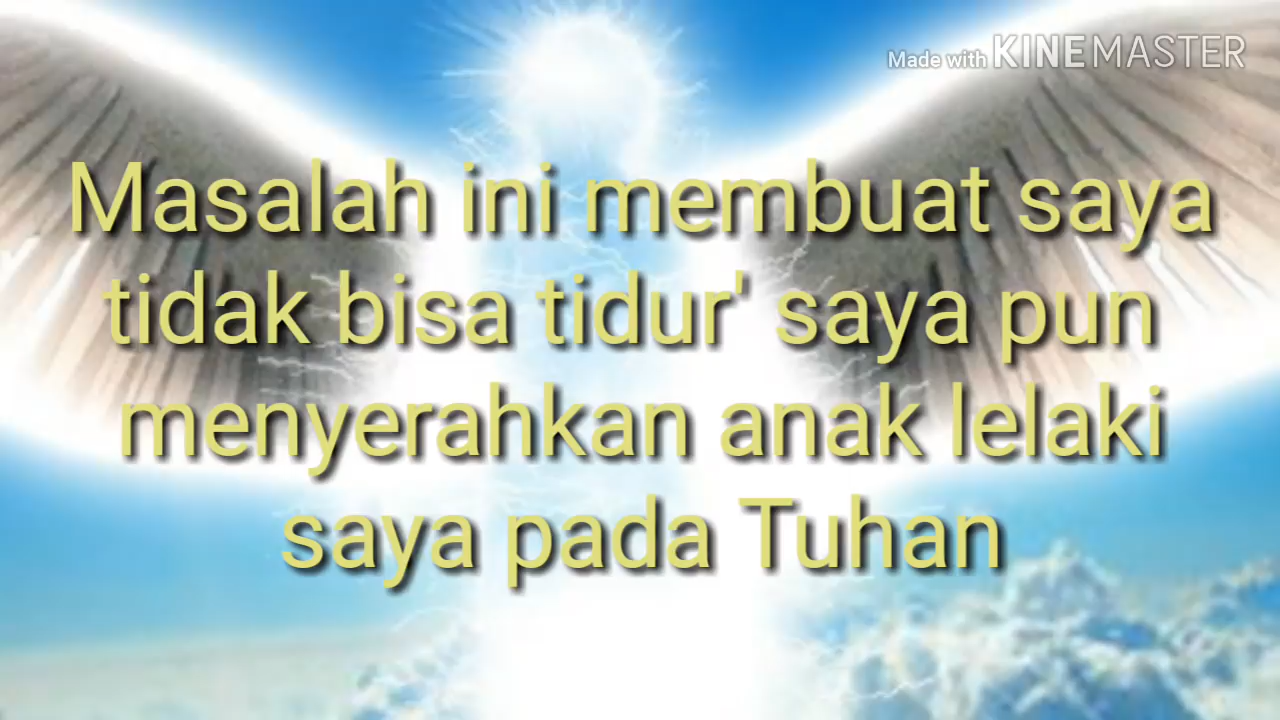 Made with KINEMASTER
Masalah ini membuat saya
tidak bisa tidur' saya pun
menyerahkan anak lelaki
saya pada Tuhan